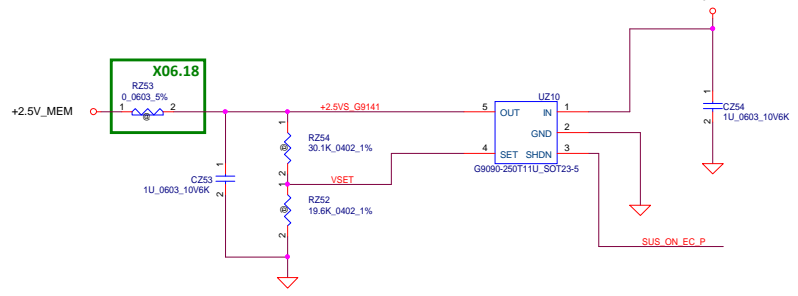 X06.18
RZ53
0_0603_5%
+2.5V_MEM
1
2
@
+2.5VS_G9141
UZ10
5
OUT
IN
1
GND
2
4
SET
SHDN
3
G9090-250T11U_SOT23-5
1
CZ54
1U_0603_10V6K
2
1
RZ54
30.1K_0402_1%
@
2
1
CZ53
1U_0603_10V6K
2
VSET
1
RZ52
19.6K_0402_1%
@
2
SUS_ON_EC_P